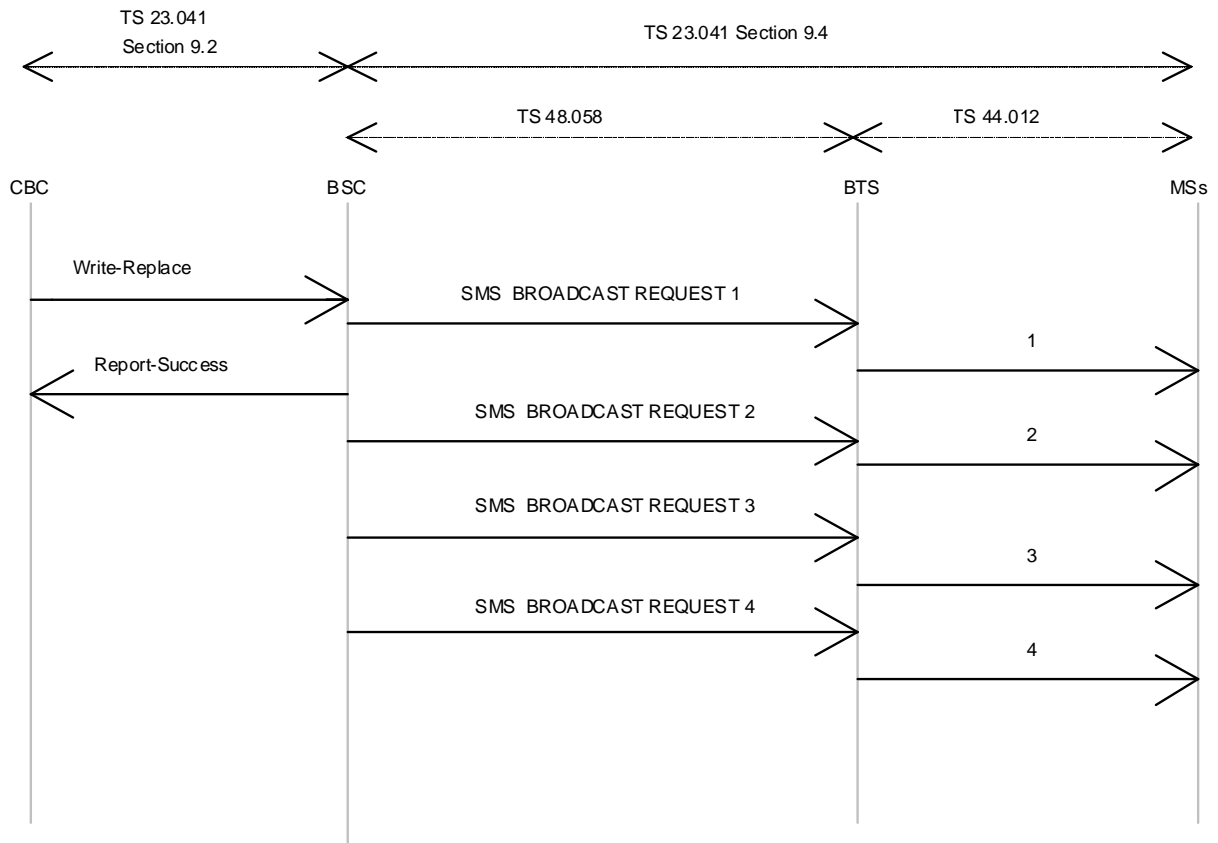 TS 23.041
Section 9.2
TS 23.041 Section 9.4
TS 48.058
TS 44.012
CBC
BSC
BTS
MSs
Write-Replace
SMS BROADCAST REQUEST 1
1
Report-Success
SMS BROADCAST REQUEST 2
2
SMS BROADCAST REQUEST 3
3
SMS BROADCAST REQUEST 4
4